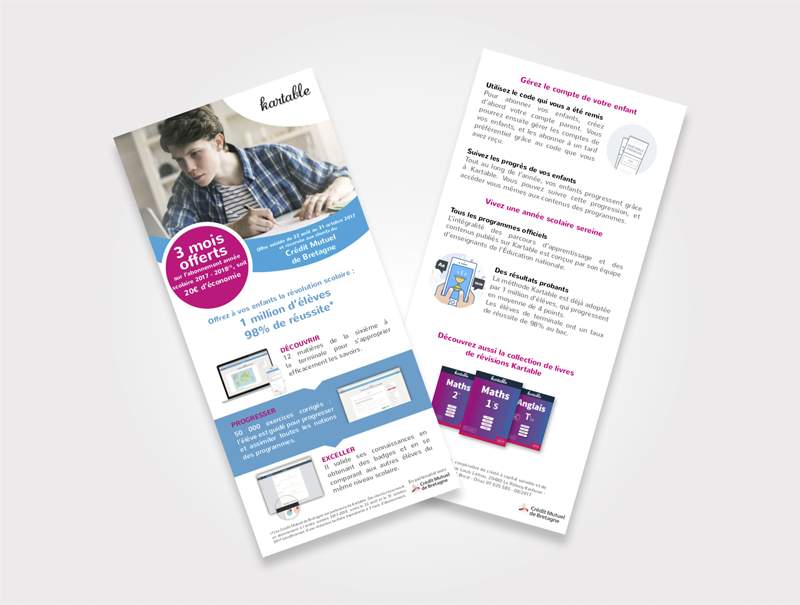 kartable
Offre valable du 22 août au 31 octobre 2017
et réservée aux clients du
Crédit Mutuel
de Bretagne
3 mois
offerts
sur l'abonnement année
scolaire 2017 - 2018*¹, soit
20€ d'économie
Offrez à vos enfants la révolution scolaire :
1 million d'élèves
98% de réussite*
DÉCOUVRIR
12 matières de la sixième à
la terminale pour s'approprier
efficacement les savoirs.
PROGRESSER
50 000 exercices corrigés :
l'élève est guidé pour progresser
et assimiler toutes les notions
des programmes.
EXCELLER
Il valide ses connaissances en
obtenant des badges et en se
comparant aux autres élèves du
même niveau scolaire.
En partenariat avec
Crédit Mutuel
de Bretagne
Gérez le compte de votre enfant
Utilisez le code qui vous a été remis
Pour abonner vos enfants, créez
d'abord votre compte parent. Vous
pourrez ensuite gérer les comptes de
vos enfants, et les abonner à un tarif
préférentiel grâce au code que vous
avez reçu.
Suivez les progrès de vos enfants
Tout au long de l'année, vos enfants progressent grâce
à Kartable. Vous pouvez suivre cette progression, et
accéder vous mêmes aux contenus des programmes.
Vivez une année scolaire sereine
Tous les programmes officiels
L'intégralité des parcours d'apprentissage et des
contenus publiés sur Kartable est conçue par son équipe
d'enseignants de l'Éducation nationale.
Aa
Des résultats probants
La méthode Kartable est déjà adoptée
par 1 million d'élèves, qui progressent
en moyenne de 4 points.
Les élèves de terminale ont un taux
de réussite de 98% au bac.
Découvrez aussi la collection de livres
de révisions Kartable
kartable
Maths
2
kartable
Maths
1 S
kartable
Anglais
T
Crédit Mutuel
de Bretagne